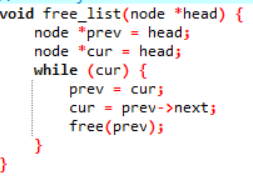 void free_list(node *head) {
    node *prev = head;
    node *cur = head;
    while (cur) {
        prev = cur;
        cur = prev->next;
        free(prev);
    }
}